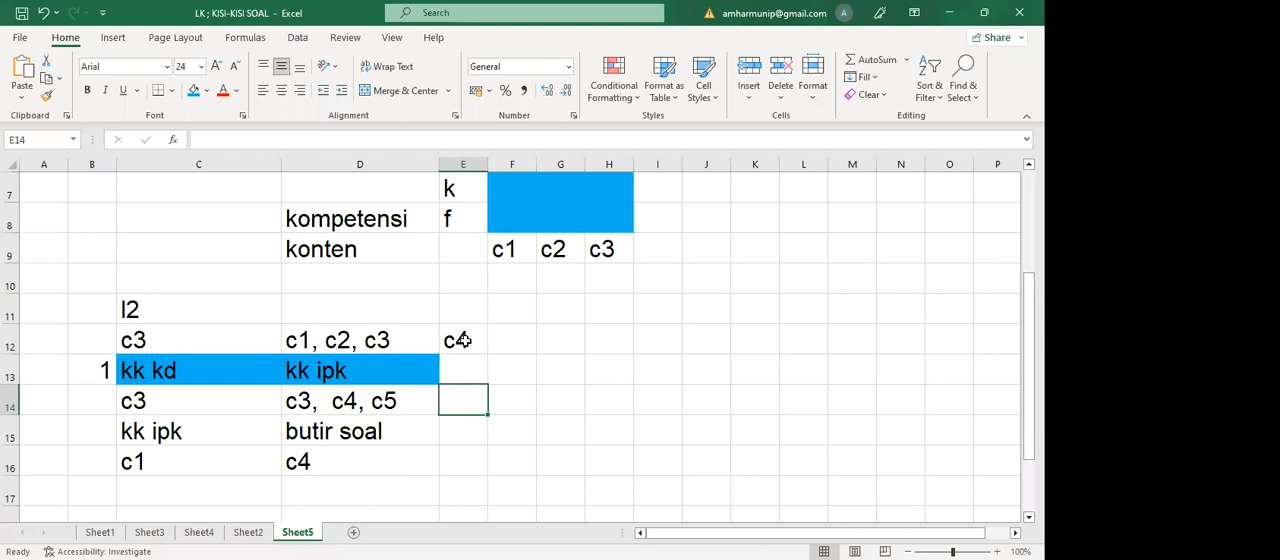 LK ; KISI-KISI SOAL - Excel
Search
amharmunip@gmail.com
A
File Home Insert Page Layout Formulas Data Review View Help
Share
Paste
Arial 24
B I U
Wrap Text
Merge & Center
General
Conditional Formatting
Format as Table
Cell Styles
Insert
Delete
Format
AutoSum
Fill
Clear
Sort & Filter
Find & Select
Clipboard Font Alignment Number Styles Cells Editing
E14
fx
A B C D E F G H I J K L M N O P
7 k
8 kompetensi f
9 konten c1 c2 c3
10
11 l2
12 c3 c1, c2, c3 c4
13 1 kk kd kk ipk
14 c3 c3, c4, c5
15 kk ipk butir soal
16 c1 c4
17
Sheet1 Sheet3 Sheet4 Sheet2 Sheet5
Ready Accessibility: Investigate 100%